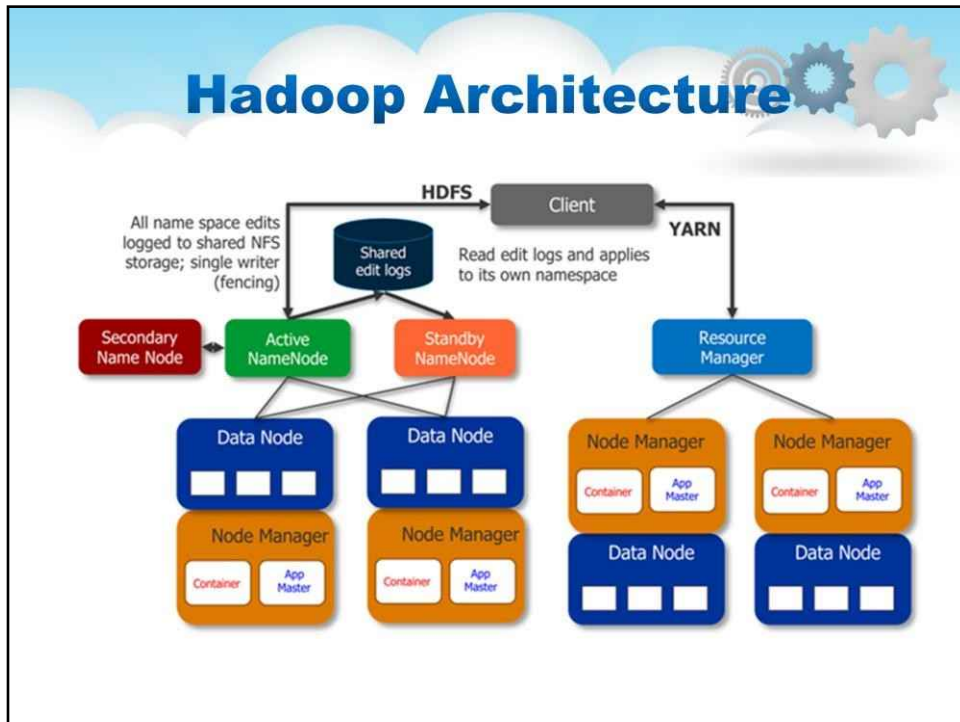 Hadoop Architecture
HDFS
Client
YARN
All name space edits
logged to shared NFS
storage; single writer
(fencing)
Shared
edit logs
Read edit logs and applies
to its own namespace
Secondary
Name Node
Active
NameNode
Standby
NameNode
Resource
Manager
Data Node
Data Node
Node Manager
Container
App
Master
Node Manager
Container
App
Master
Node Manager
Container
App
Master
Node Manager
Container
App
Master
Data Node
Data Node